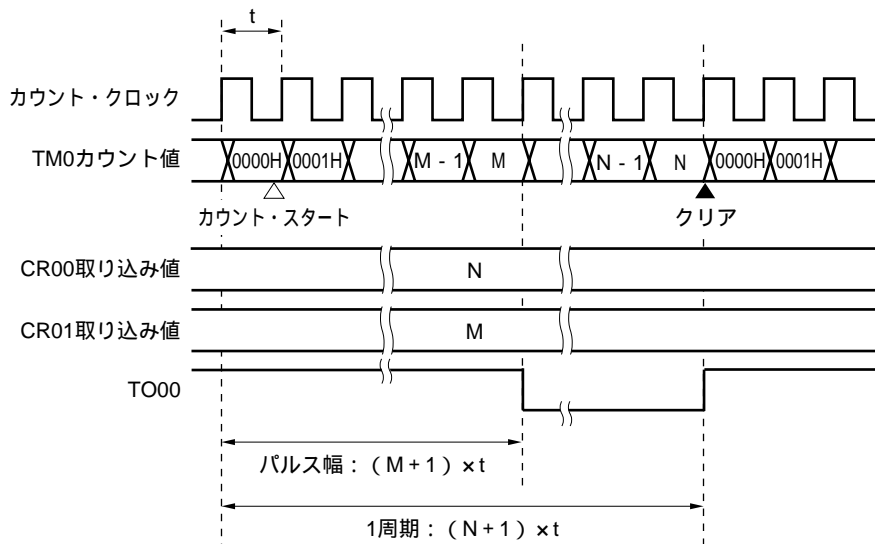 t
カウント・クロック
TM0カウント値 0000H 0001H M - 1 M N - 1 N 0000H 0001H
カウント・スタート クリア
CR00取り込み値 N
CR01取り込み値 M
TO00
パルス幅：（M + 1）× t
1周期：（N + 1）× t